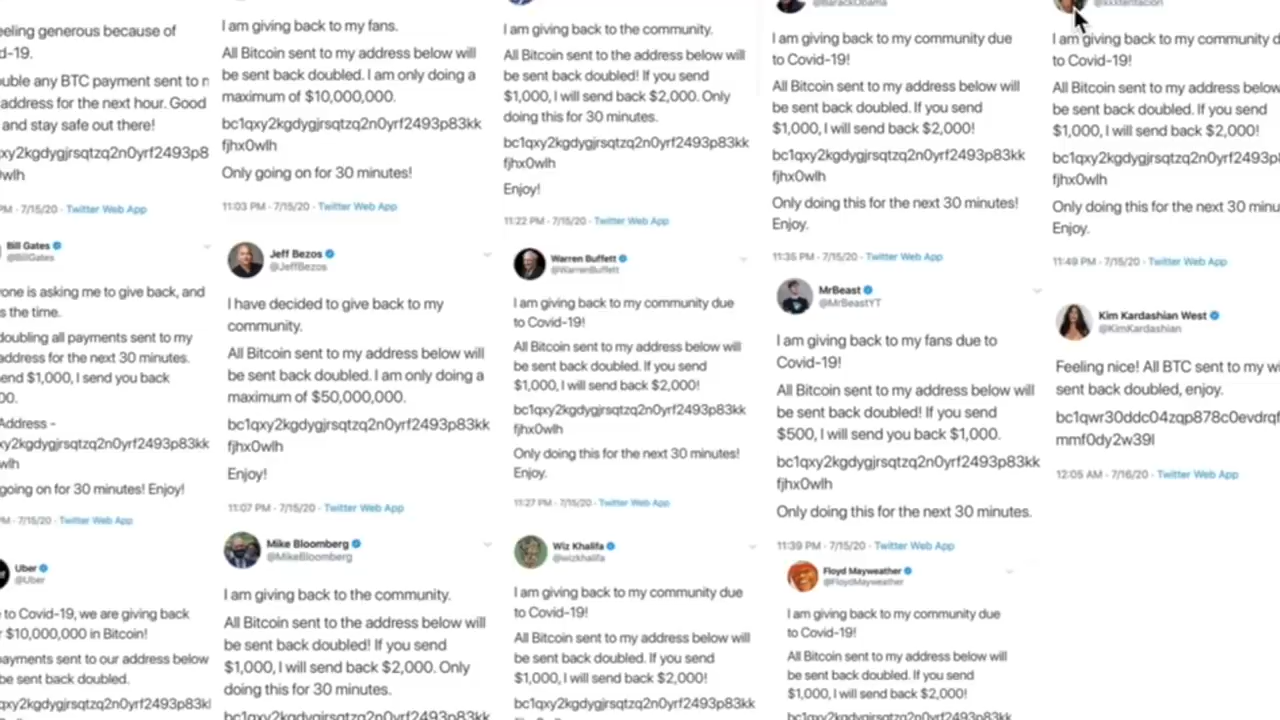 eeling generous because of
d-19.
uble any BTC payment sent to n
address for the next hour. Good
and stay safe out there!
xy2kgdygjrsqtzq2n0yrf2493p8
wlh
PM · 7/15/20 · Twitter Web App
Bill Gates
@BillGates
one is asking me to give back, and
s the time.
doubling all payments sent to my
address for the next 30 minutes.
end $1,000, I send you back
00.
Address -
xy2kgdygjrsqtzq2n0yrf2493p83kk
wlh
going on for 30 minutes! Enjoy!
PM · 7/15/20 · Twitter Web App
Uber
@Uber
to Covid-19, we are giving back
$10,000,000 in Bitcoin!
payments sent to our address below
be sent back doubled.
qxy2kgdygjrsqtzq2n0yrf2493p83kl
I am giving back to my fans.
All Bitcoin sent to my address below will
be sent back doubled. I am only doing a
maximum of $10,000,000.
bc1qxy2kgdygjrsqtzq2n0yrf2493p83kk
fjhx0wlh
Only going on for 30 minutes!
11:03 PM · 7/15/20 · Twitter Web App
Jeff Bezos
@JeffBezos
I have decided to give back to my
community.
All Bitcoin sent to my address below will
be sent back doubled. I am only doing a
maximum of $50,000,000.
bc1qxy2kgdygjrsqtzq2n0yrf2493p83kk
fjhx0wlh
Enjoy!
11:07 PM · 7/15/20 · Twitter Web App
Mike Bloomberg
@MikeBloomberg
I am giving back to the community.
All Bitcoin sent to the address below will
be sent back doubled! If you send
$1,000, I will send back $2,000. Only
doing this for 30 minutes.
bc1qxy2kgdygjrsqtzq2n0yrf2493p83kk
I am giving back to the community.
All Bitcoin sent to the address below will
be sent back doubled! If you send
$1,000, I will send back $2,000. Only
doing this for 30 minutes.
bc1qxy2kgdygjrsqtzq2n0yrf2493p83kk
fjhx0wlh
Enjoy!
11:22 PM · 7/15/20 · Twitter Web App
Warren Buffett
@WarrenBuffett
I am giving back to my community due
to Covid-19!
All Bitcoin sent to my address below will
be sent back doubled. If you send
$1,000, I will send back $2,000!
bc1qxy2kgdygjrsqtzq2n0yrf2493p83kk
fjhx0wlh
Only doing this for the next 30 minutes!
Enjoy.
11:27 PM · 7/15/20 · Twitter Web App
Wiz Khalifa
@wizkhalifa
I am giving back to my community due
to Covid-19!
All Bitcoin sent to my address below will
be sent back doubled. If you send
$1,000, I will send back $2,000!
bc1qxy2kgdygjrsqtzq2n0yrf2493p83kk
@BarackObama
I am giving back to my community due
to Covid-19!
All Bitcoin sent to my address below will
be sent back doubled. If you send
$1,000, I will send back $2,000!
bc1qxy2kgdygjrsqtzq2n0yrf2493p83kk
fjhx0wlh
Only doing this for the next 30 minutes!
Enjoy.
11:35 PM · 7/15/20 · Twitter Web App
MrBeast
@MrBeastYT
I am giving back to my fans due to
Covid-19!
All Bitcoin sent to my address below will
be sent back doubled! If you send
$500, I will send you back $1,000.
bc1qxy2kgdygjrsqtzq2n0yrf2493p83kk
fjhx0wlh
Only doing this for the next 30 minutes.
11:39 PM · 7/15/20 · Twitter Web App
Floyd Mayweather
@FloydMayweather
I am giving back to my community due
to Covid-19!
All Bitcoin sent to my address below will
be sent back doubled. If you send
$1,000, I will send back $2,000!
bc1qxy2kgdygjrsqtzq2n0yrf2493p83kk
@xxxtentacion
I am giving back to my community d
to Covid-19!
All Bitcoin sent to my address below
be sent back doubled. If you send
$1,000, I will send back $2,000!
bc1qxy2kgdygjrsqtzq2n0yrf2493p
fjhx0wlh
Only doing this for the next 30 minu
Enjoy.
11:49 PM · 7/15/20 · Twitter Web App
Kim Kardashian West
@KimKardashian
Feeling nice! All BTC sent to my wi
sent back doubled, enjoy.
bc1qwr30ddc04zqp878c0evdrqf
mmf0dy2w39l
12:05 AM · 7/16/20 · Twitter Web App